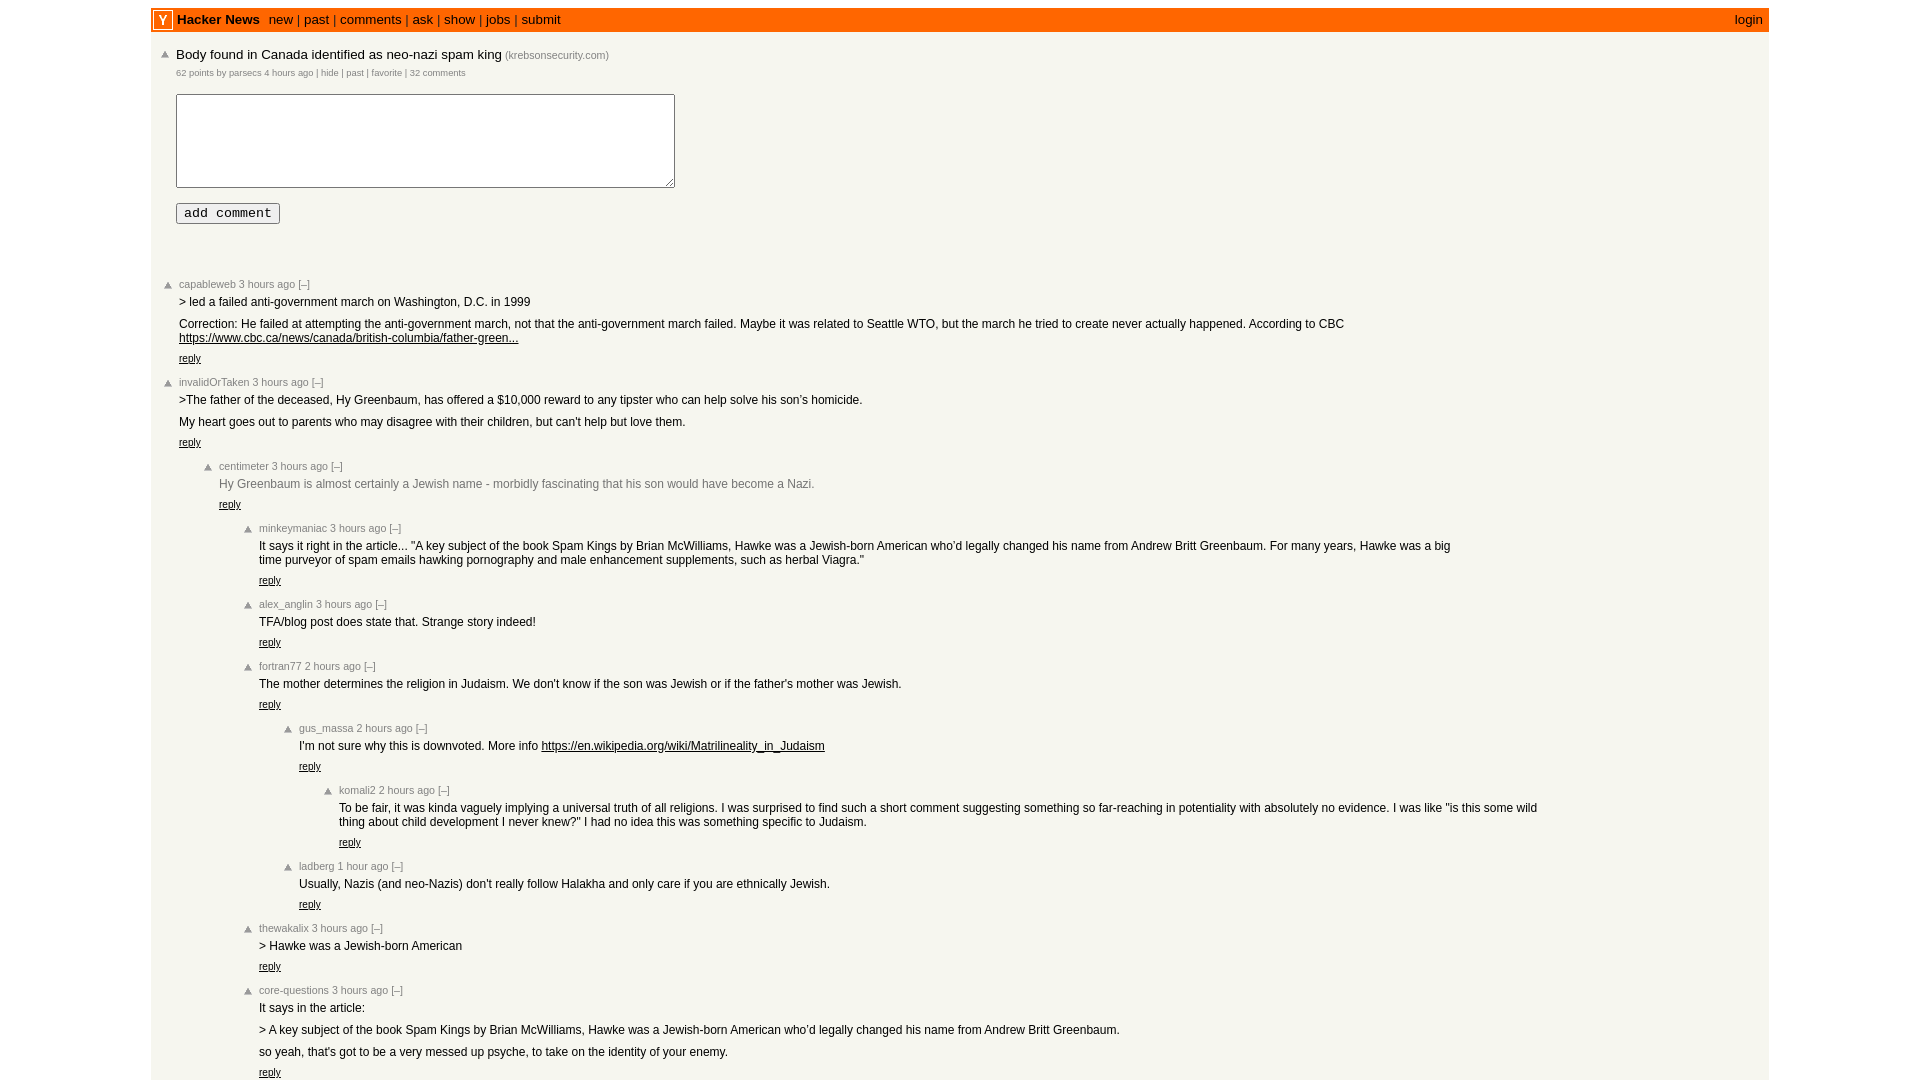 Y Hacker News new | past | comments | ask | show | jobs | submit login
Body found in Canada identified as neo-nazi spam king (krebsonsecurity.com)
62 points by parsecs 4 hours ago | hide | past | favorite | 32 comments
add comment
capableweb 3 hours ago [–]
> led a failed anti-government march on Washington, D.C. in 1999
Correction: He failed at attempting the anti-government march, not that the anti-government march failed. Maybe it was related to Seattle WTO, but the march he tried to create never actually happened. According to CBC
https://www.cbc.ca/news/canada/british-columbia/father-green...
reply
invalidOrTaken 3 hours ago [–]
>The father of the deceased, Hy Greenbaum, has offered a $10,000 reward to any tipster who can help solve his son’s homicide.
My heart goes out to parents who may disagree with their children, but can't help but love them.
reply
centimeter 3 hours ago [–]
Hy Greenbaum is almost certainly a Jewish name - morbidly fascinating that his son would have become a Nazi.
reply
minkeymaniac 3 hours ago [–]
It says it right in the article... "A key subject of the book Spam Kings by Brian McWilliams, Hawke was a Jewish-born American who’d legally changed his name from Andrew Britt Greenbaum. For many years, Hawke was a big
time purveyor of spam emails hawking pornography and male enhancement supplements, such as herbal Viagra."
reply
alex_anglin 3 hours ago [–]
TFA/blog post does state that. Strange story indeed!
reply
fortran77 2 hours ago [–]
The mother determines the religion in Judaism. We don't know if the son was Jewish or if the father's mother was Jewish.
reply
gus_massa 2 hours ago [–]
I'm not sure why this is downvoted. More info https://en.wikipedia.org/wiki/Matrilineality_in_Judaism
reply
komali2 2 hours ago [–]
To be fair, it was kinda vaguely implying a universal truth of all religions. I was surprised to find such a short comment suggesting something so far-reaching in potentiality with absolutely no evidence. I was like "is this some wild
thing about child development I never knew?" I had no idea this was something specific to Judaism.
reply
ladberg 1 hour ago [–]
Usually, Nazis (and neo-Nazis) don't really follow Halakha and only care if you are ethnically Jewish.
reply
thewakalix 3 hours ago [–]
> Hawke was a Jewish-born American
reply
core-questions 3 hours ago [–]
It says in the article:
> A key subject of the book Spam Kings by Brian McWilliams, Hawke was a Jewish-born American who’d legally changed his name from Andrew Britt Greenbaum.
so yeah, that's got to be a very messed up psyche, to take on the identity of your enemy.
reply